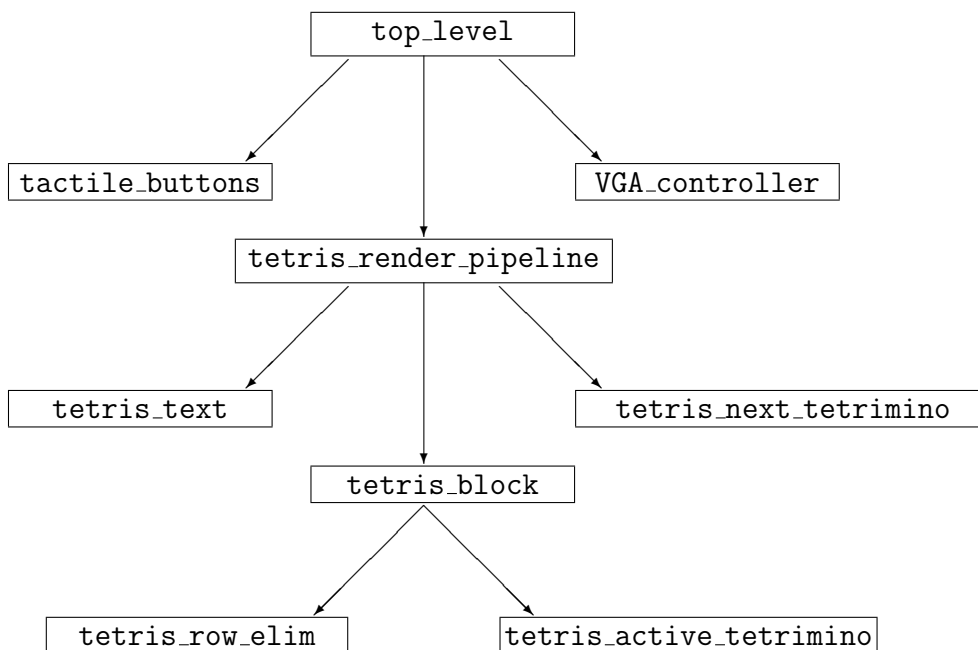 top_level
tactile_buttons
VGA_controller
tetris_render_pipeline
tetris_text
tetris_next_tetrimino
tetris_block
tetris_row_elim
tetris_active_tetrimino